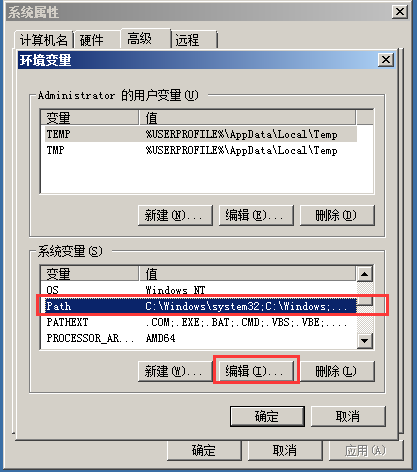 系统属性
计算机名 硬件 高级 远程
环境变量
Administrator 的用户变量(U)
变量 值
TEMP %USERPROFILE%\AppData\Local\Temp
TMP %USERPROFILE%\AppData\Local\Temp
新建(N)... 编辑(E)... 删除(D)
系统变量(S)
变量 值
OS Windows_NT
Path C:\Windows\system32;C:\Windows;...
PATHEXT .COM;.EXE;.BAT;.CMD;.VBS;.VBE;....
PROCESSOR_AR... AMD64
新建(W)... 编辑(I)... 删除(L)
确定 取消
确定 取消 应用(A)